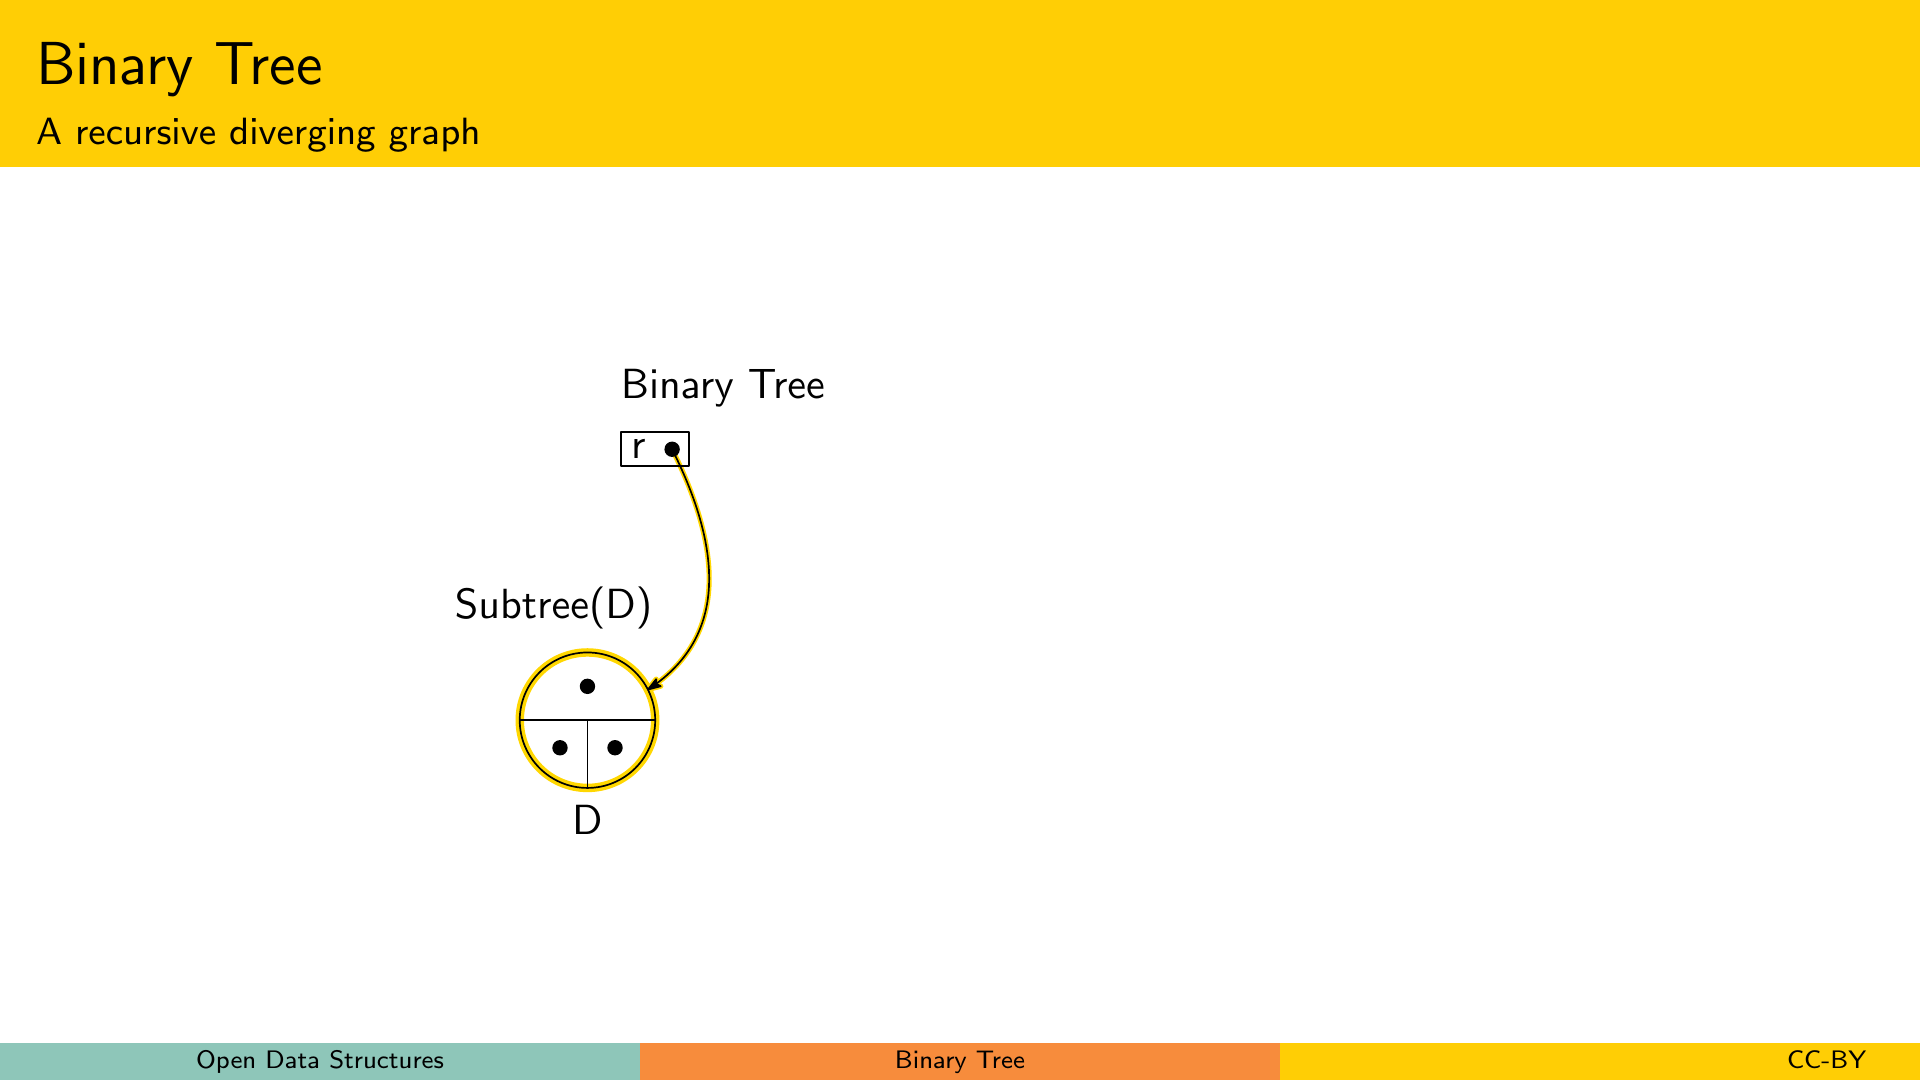 Binary Tree
A recursive diverging graph
Binary Tree
r
Subtree(D)
D
Open Data Structures
Binary Tree
CC-BY